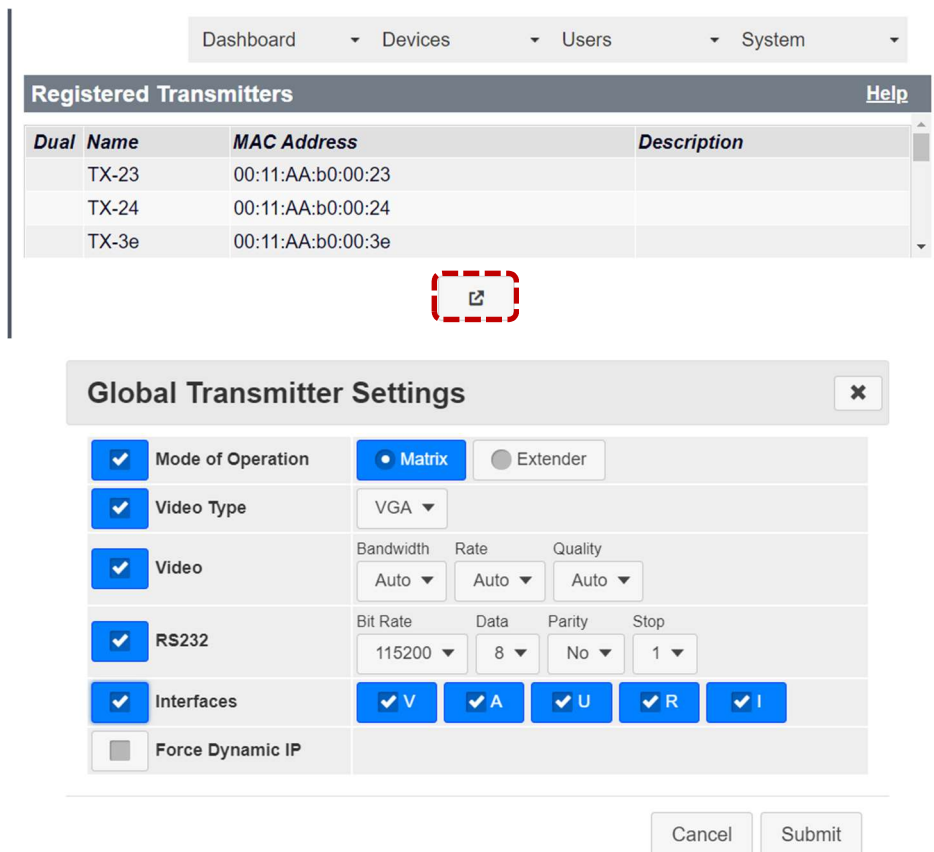 Dashboard Devices Users System
Registered Transmitters Help
Dual Name MAC Address Description
TX-23 00:11:AA:b0:00:23
TX-24 00:11:AA:b0:00:24
TX-3e 00:11:AA:b0:00:3e
Global Transmitter Settings
Mode of Operation Matrix Extender
Video Type VGA
Bandwidth Rate Quality
Video Auto Auto Auto
Bit Rate Data Parity Stop
RS232 115200 8 No 1
Interfaces V A U R I
Force Dynamic IP
Cancel Submit